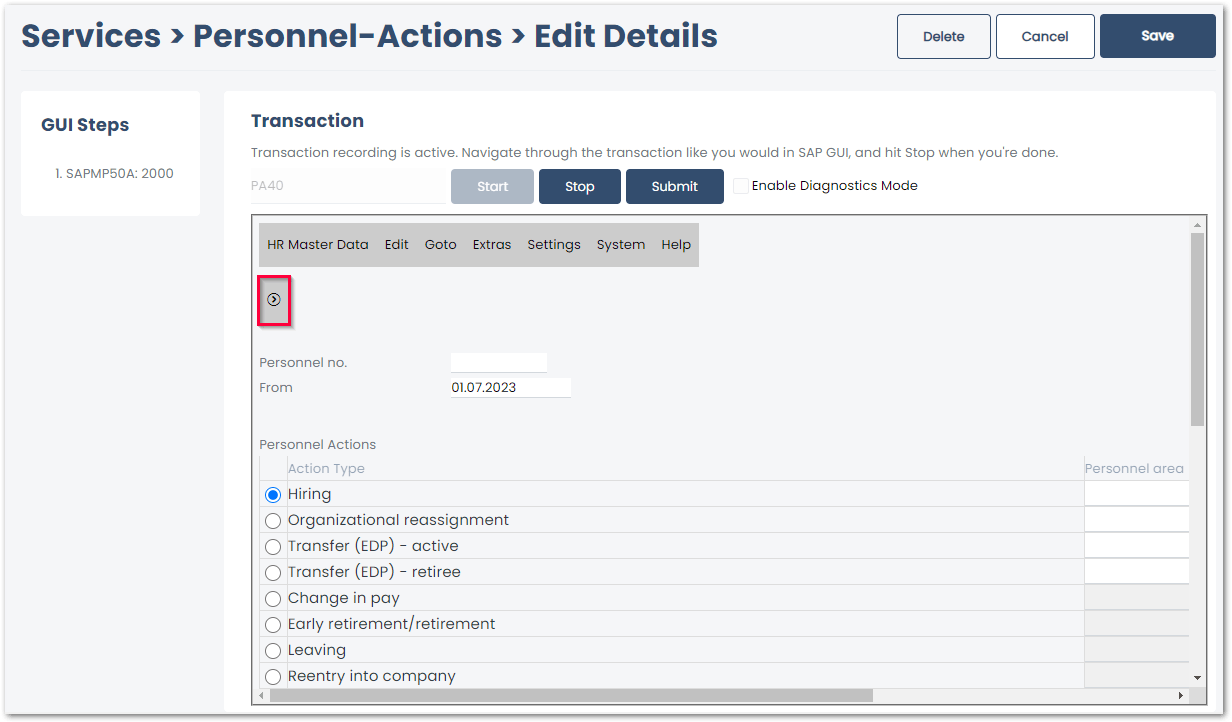 Services > Personnel-Actions > Edit Details
Delete
Cancel
Save
GUI Steps
1. SAPMP50A: 2000
Transaction
Transaction recording is active. Navigate through the transaction like you would in SAP GUI, and hit Stop when you're done.
PA40
Start
Stop
Submit
Enable Diagnostics Mode
HR Master Data Edit Goto Extras Settings System Help
Personnel no.
From 01.07.2023
Personnel Actions
Action Type Personnel area
Hiring
Organizational reassignment
Transfer (EDP) - active
Transfer (EDP) - retiree
Change in pay
Early retirement/retirement
Leaving
Reentry into company